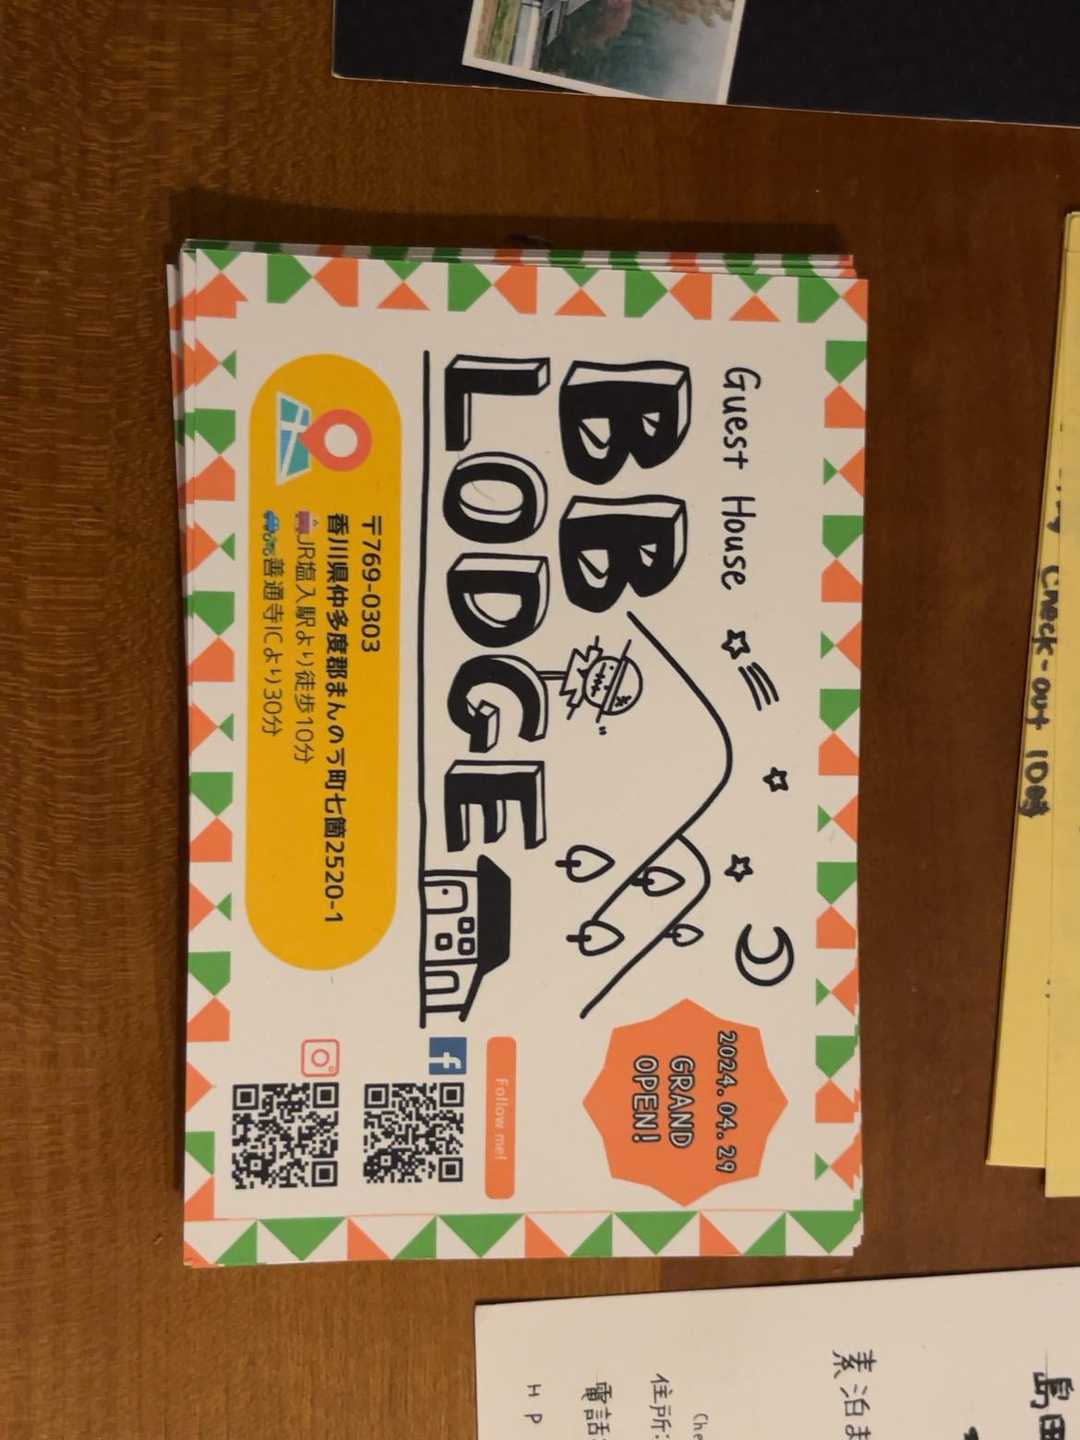 Guest House
BB
LODGE
2024. 04. 29
GRAND
OPEN!
〒769-0303
香川県仲多度郡まんのう町七箇2520-1
JR塩入駅より徒歩10分
善通寺ICより30分
Follow me!
Check-out 10時
島田
素泊ま
Che
住所:
電話:
HP